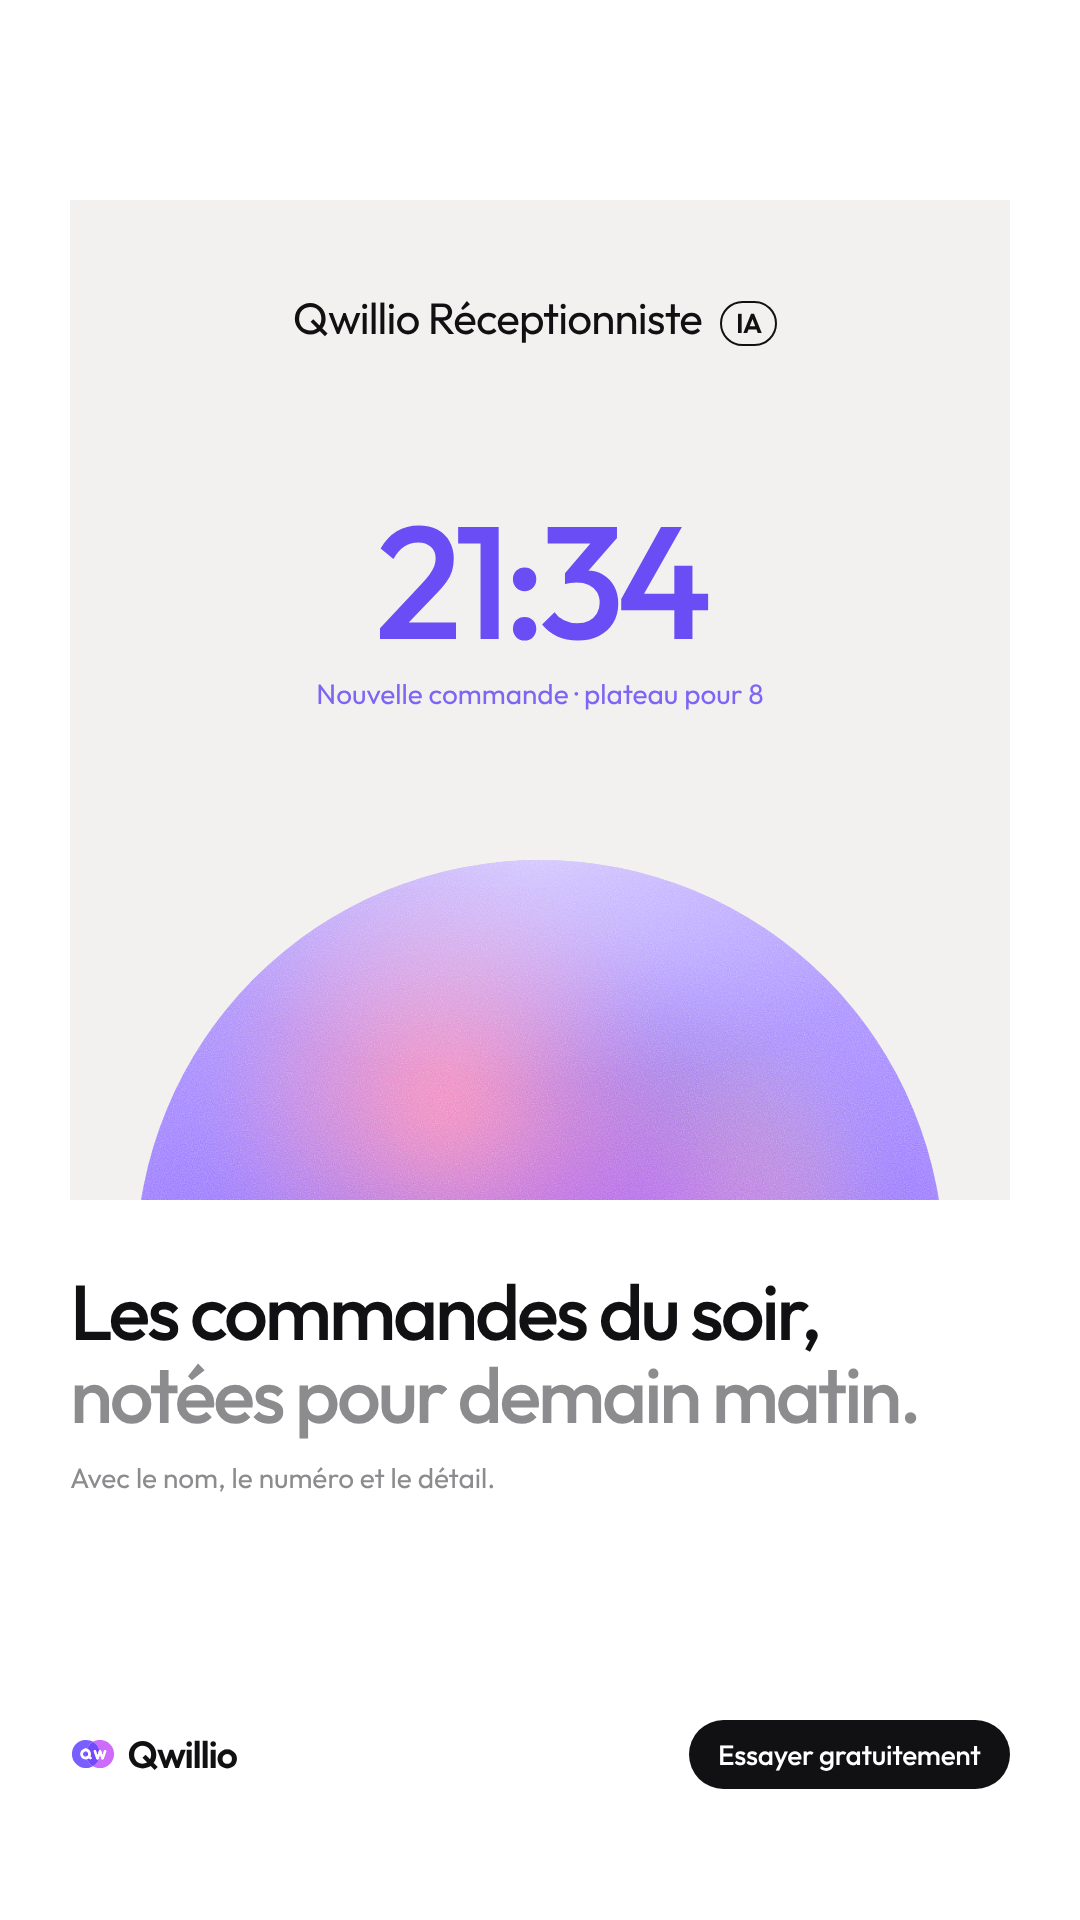 Qwillio Réceptionniste IA
21:34
Nouvelle commande · plateau pour 8
Les commandes du soir,
notées pour demain matin.
Avec le nom, le numéro et le détail.
QW Qwillio
Essayer gratuitement